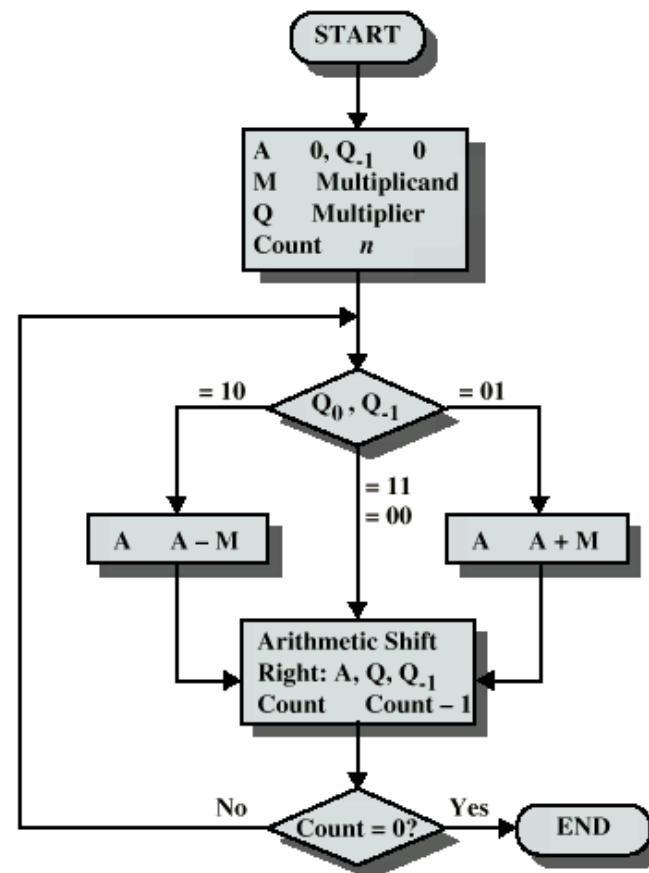 START
A 0, Q-1 0
M Multiplicand
Q Multiplier
Count n
= 10
Q0 , Q-1
= 01
= 11
= 00
A A – M
A A + M
Arithmetic Shift
Right: A, Q, Q-1
Count Count – 1
No
Count = 0?
Yes
END